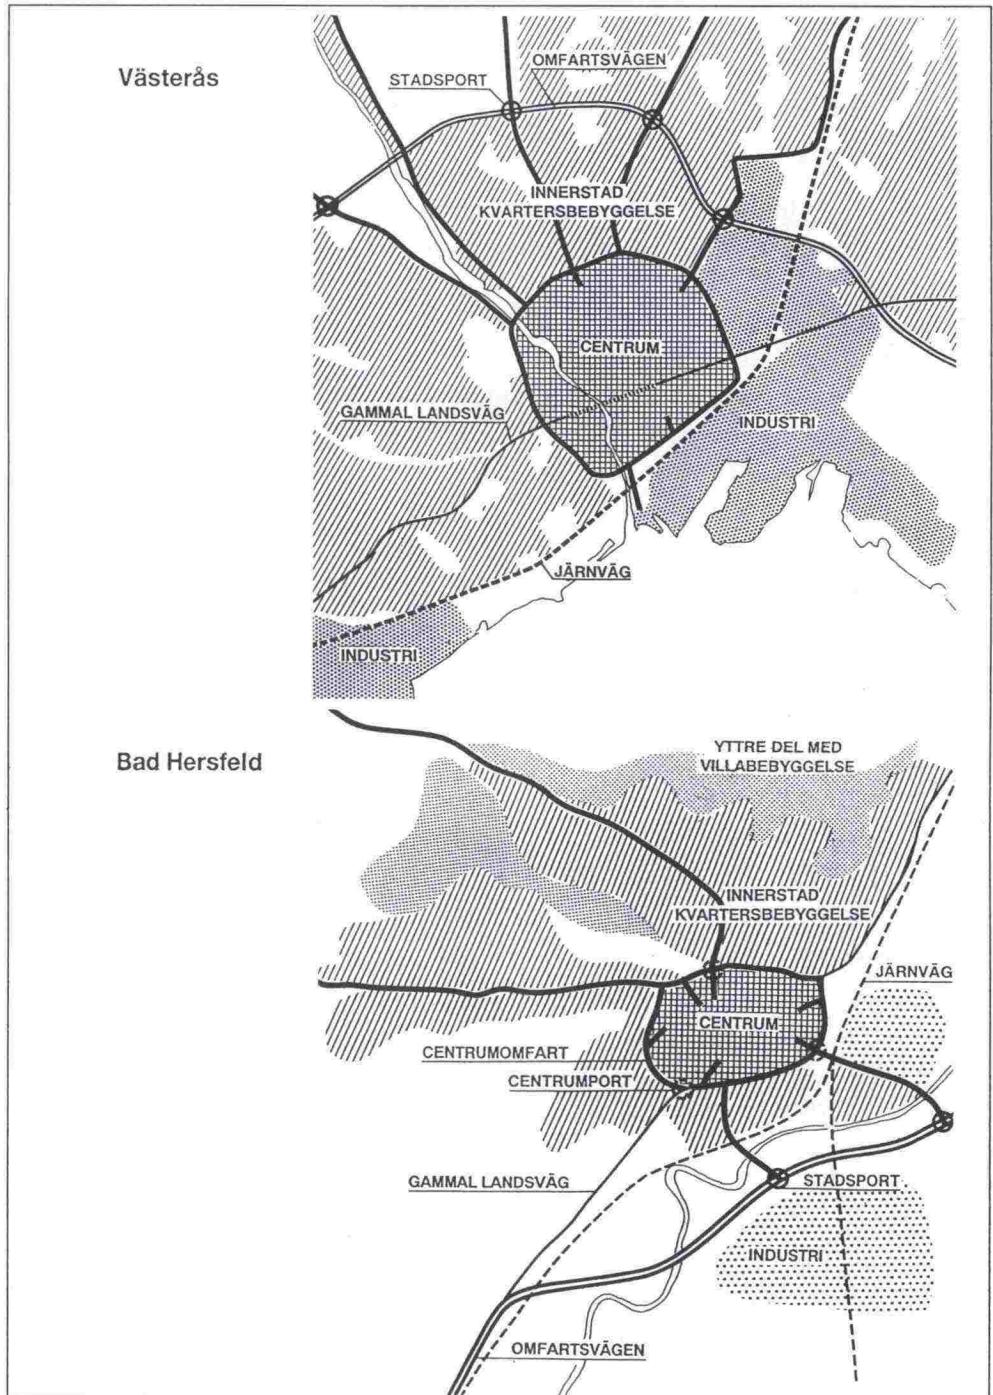 Västerås
STADSPORT
OMFARTSVÄGEN
INNERSTAD
KVARTERSBEBYGGELSE
CENTRUM
GAMMAL LANDSVÄG
INDUSTRI
JÄRNVÄG
INDUSTRI
Bad Hersfeld
YTTRE DEL MED
VILLABEBYGGELSE
INNERSTAD
KVARTERSBEBYGGELSE
JÄRNVÄG
CENTRUM
CENTRUMOMFART
CENTRUMPORT
GAMMAL LANDSVÄG
STADSPORT
INDUSTRI
OMFARTSVÄGEN